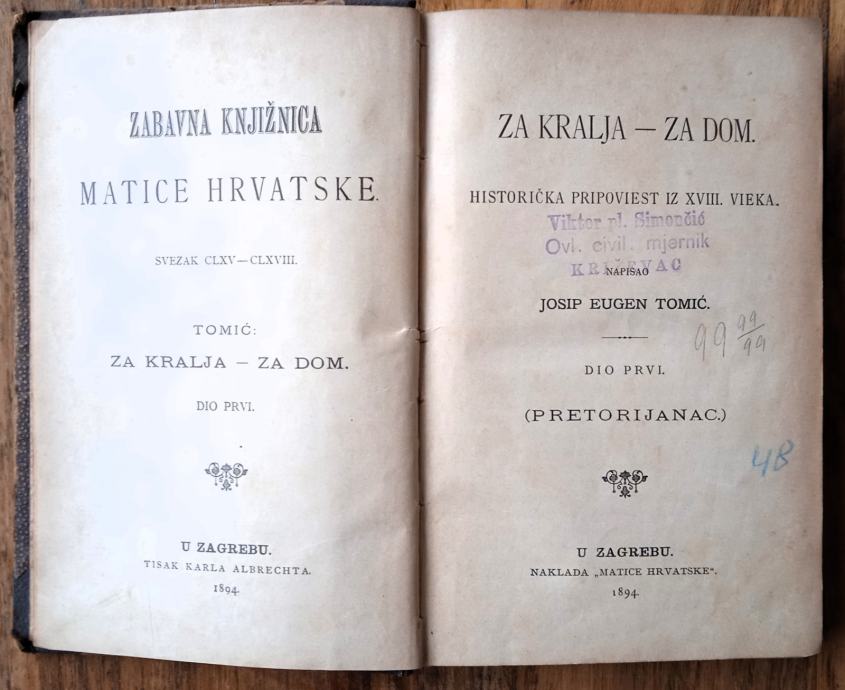 ZABAVNA KNJIŽNICA
MATICE HRVATSKE.
SVEZAK CLXV—CLXVIII.
TOMIĆ:
ZA KRALJA — ZA DOM.
DIO PRVI.
U ZAGREBU.
TISAK KARLA ALBRECHTA.
1894.
ZA KRALJA — ZA DOM.
HISTORIČKA PRIPOVIEST IZ XVIII. VIEKA.
Viktor pl. Simončić
Ovl. civil. mjernik
KRIŽEVAC
NAPISAO
JOSIP EUGEN TOMIĆ.
99 99/99
DIO PRVI.
(PRETORIJANAC.)
48
U ZAGREBU.
NAKLADA „MATICE HRVATSKE“.
1894.